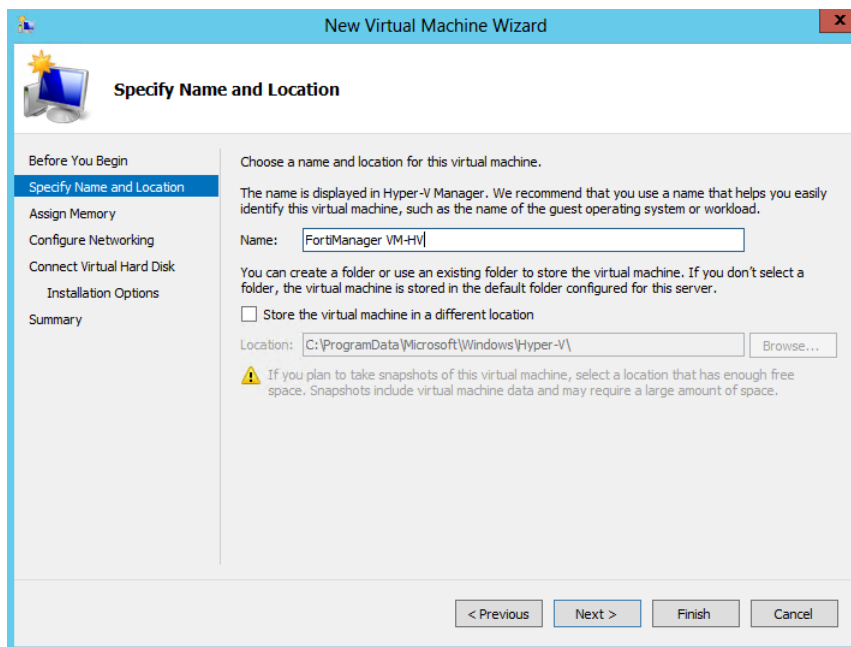 New Virtual Machine Wizard
x
Specify Name and Location
Before You Begin
Specify Name and Location
Assign Memory
Configure Networking
Connect Virtual Hard Disk
Installation Options
Summary
Choose a name and location for this virtual machine.
The name is displayed in Hyper-V Manager. We recommend that you use a name that helps you easily
identify this virtual machine, such as the name of the guest operating system or workload.
Name: FortiManager VM-HV
You can create a folder or use an existing folder to store the virtual machine. If you don't select a
folder, the virtual machine is stored in the default folder configured for this server.
Store the virtual machine in a different location
Location: C:\ProgramData\Microsoft\Windows\Hyper-V\ Browse...
If you plan to take snapshots of this virtual machine, select a location that has enough free
space. Snapshots include virtual machine data and may require a large amount of space.
< Previous Next > Finish Cancel